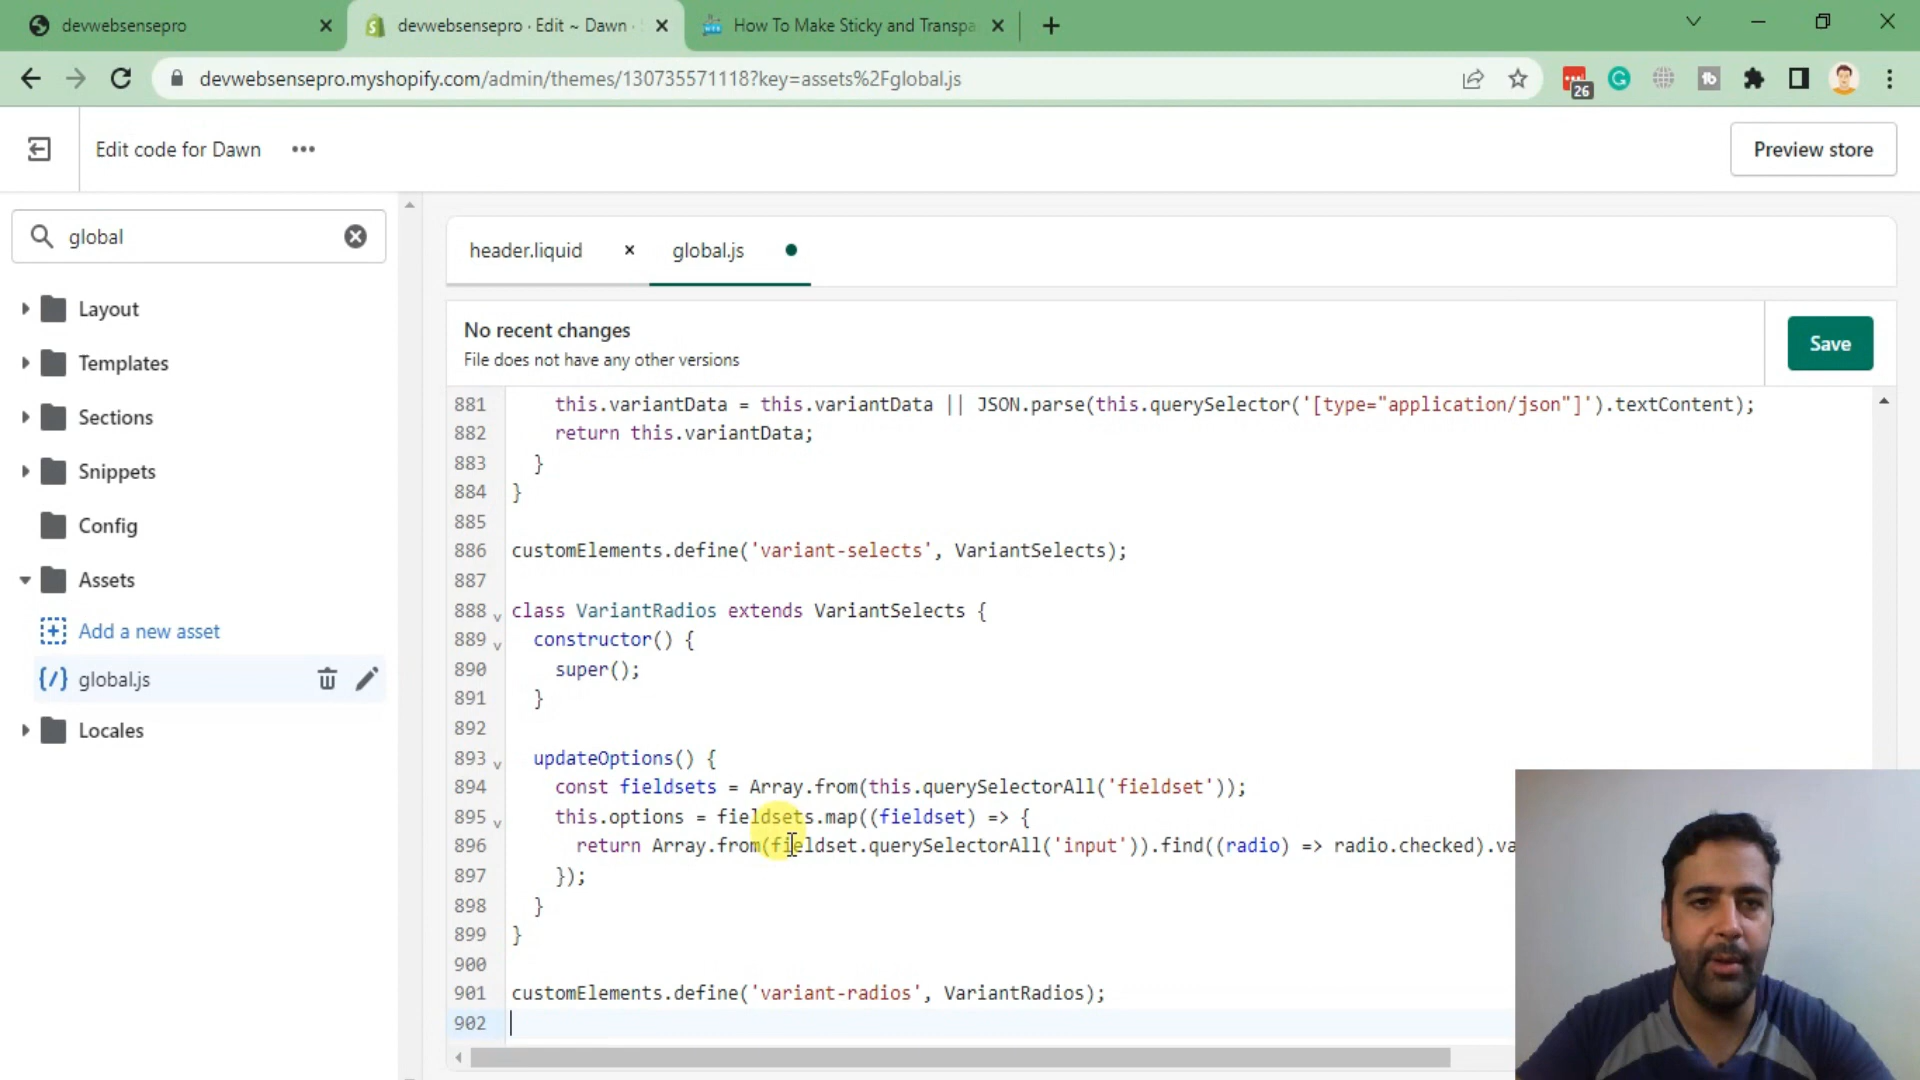 devwebsensepro
devwebsensepro · Edit ~ Dawn ·
How To Make Sticky and Transpa
devwebsensepro.myshopify.com/admin/themes/130735571118?key=assets%2Fglobal.js
26
Edit code for Dawn
Preview store
global
Layout
Templates
Sections
Snippets
Config
Assets
Add a new asset
{/} global.js
Locales
header.liquid
global.js
No recent changes
File does not have any other versions
Save
881 this.variantData = this.variantData || JSON.parse(this.querySelector('[type="application/json"]').textContent);
882 return this.variantData;
883 }
884 }
885
886 customElements.define('variant-selects', VariantSelects);
887
888 class VariantRadios extends VariantSelects {
889 constructor() {
890 super();
891 }
892
893 updateOptions() {
894 const fieldsets = Array.from(this.querySelectorAll('fieldset'));
895 this.options = fieldsets.map((fieldset) => {
896 return Array.from(fieldset.querySelectorAll('input')).find((radio) => radio.checked).va
897 });
898 }
899 }
900
901 customElements.define('variant-radios', VariantRadios);
902